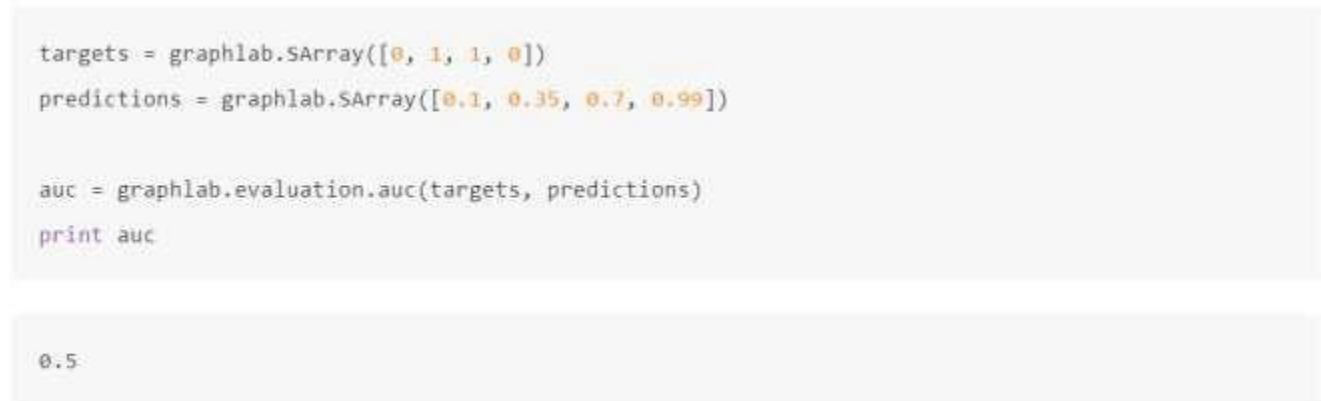 targets = graphlab.SArray([0, 1, 1, 0])
predictions = graphlab.SArray([0.1, 0.35, 0.7, 0.99])
auc = graphlab.evaluation.auc(targets, predictions)
print auc
0.5